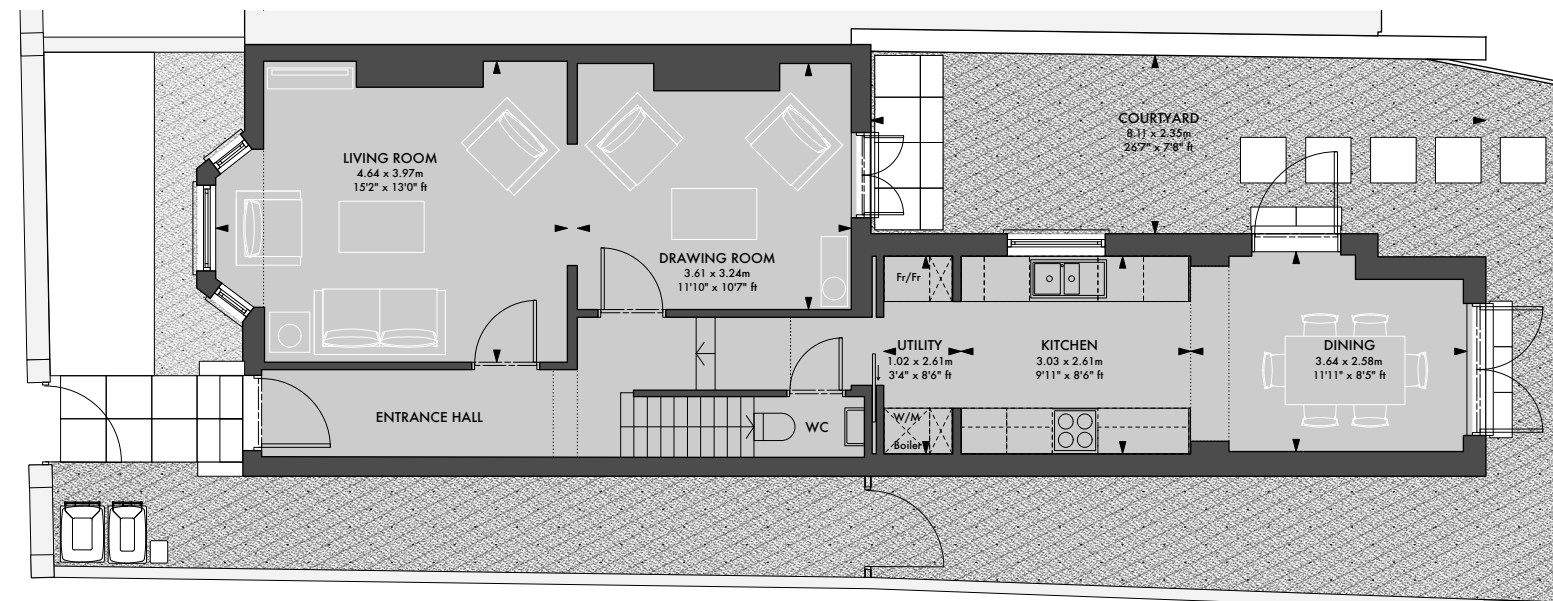 LIVING ROOM
4.64 x 3.97m
15'2" x 13'0" ft
DRAWING ROOM
3.61 x 3.24m
11'10" x 10'7" ft
COURTYARD
8.11 x 2.35m
26'7" x 7'8" ft
Fr/Fr
UTILITY
1.02 x 2.61m
3'4" x 8'6" ft
W/M
Boiler
KITCHEN
3.03 x 2.61m
9'11" x 8'6" ft
DINING
3.64 x 2.58m
11'11" x 8'5" ft
ENTRANCE HALL
WC